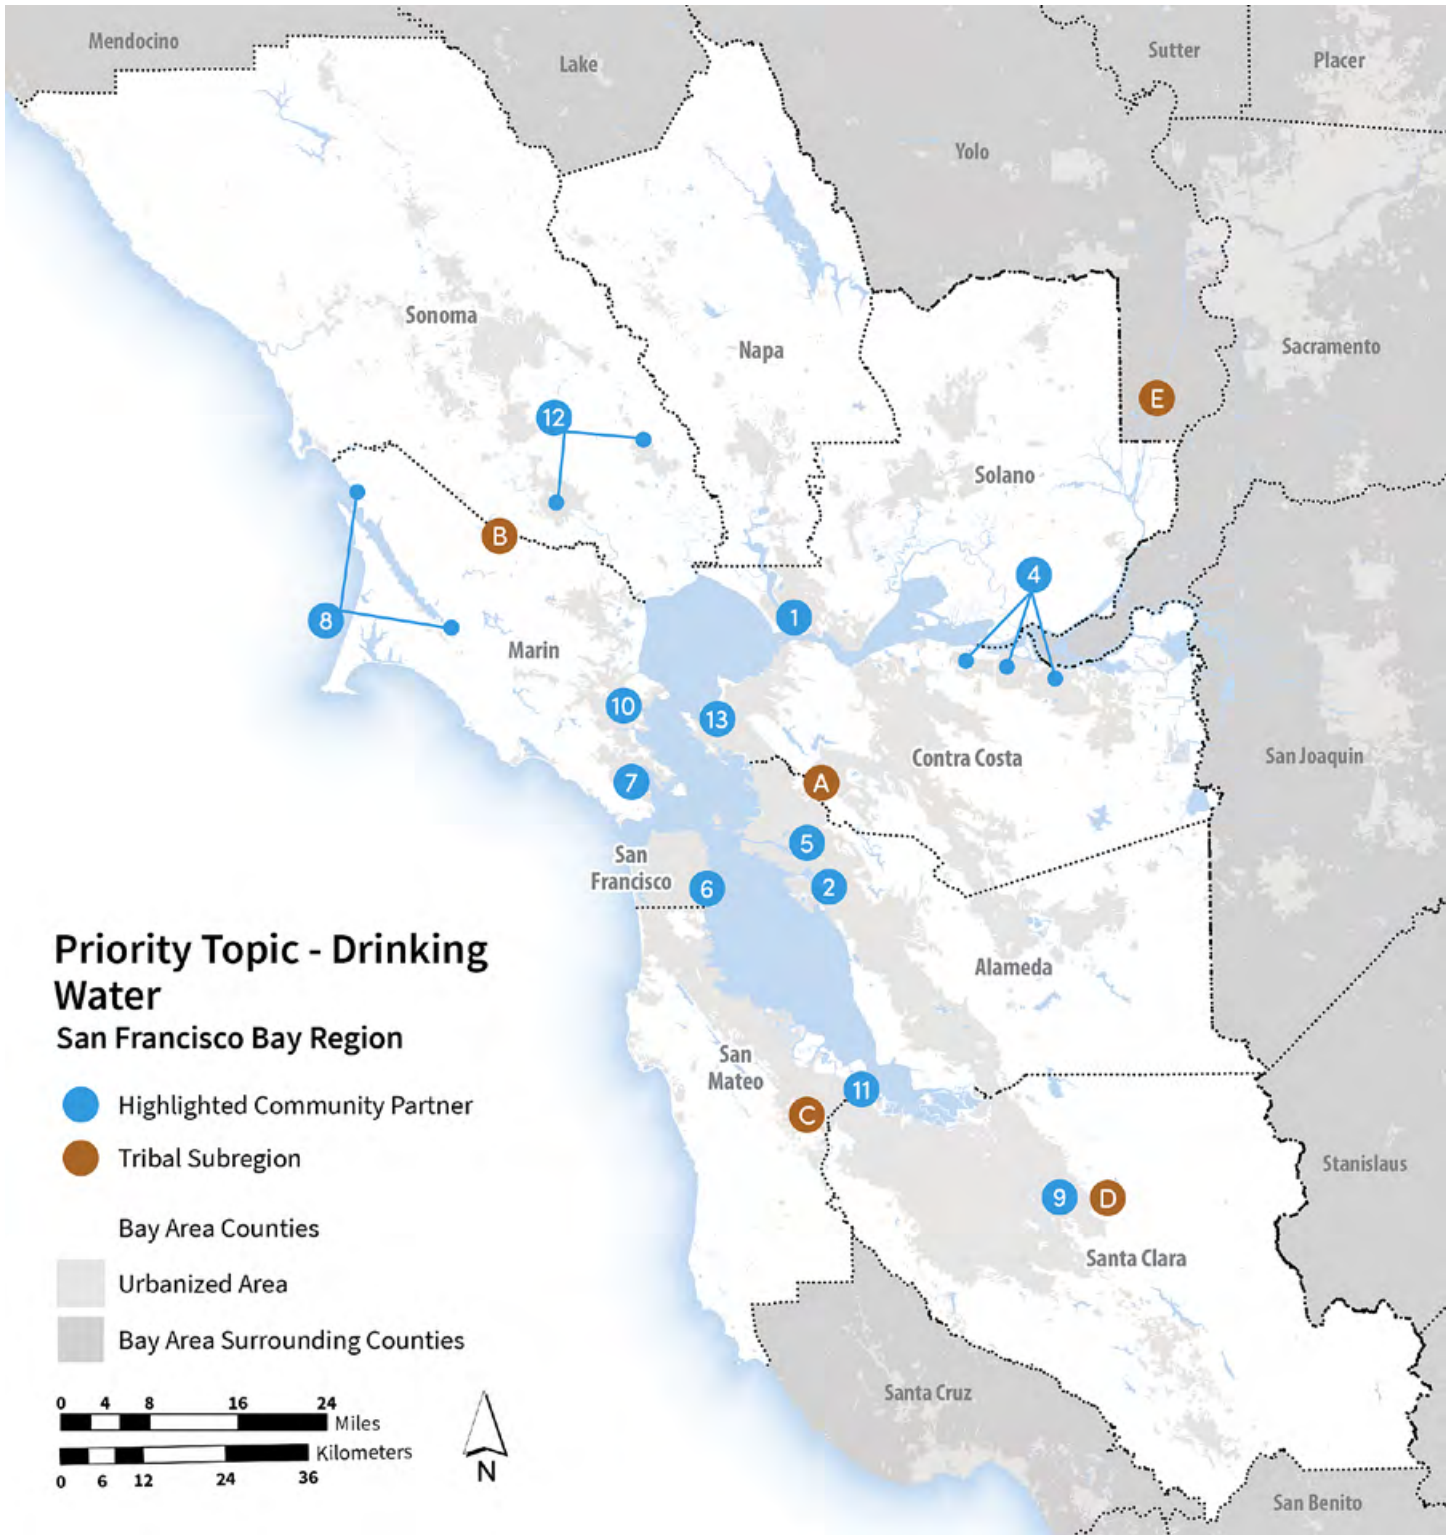 Mendocino
Lake
Sutter
Placer
Yolo
Sonoma
Napa
Sacramento
E
12
Solano
B
4
8
1
Marin
10
13
Contra Costa
San Joaquin
7
A
5
San
Francisco
6
2
Priority Topic - Drinking
Water
San Francisco Bay Region
Alameda
San
Mateo
11
C
Highlighted Community Partner
Tribal Subregion
Bay Area Counties
Urbanized Area
Bay Area Surrounding Counties
9
D
Stanislaus
Santa Clara
Santa Cruz
San Benito
0 4 8 16 24
Miles
Kilometers
0 6 12 24 36
N